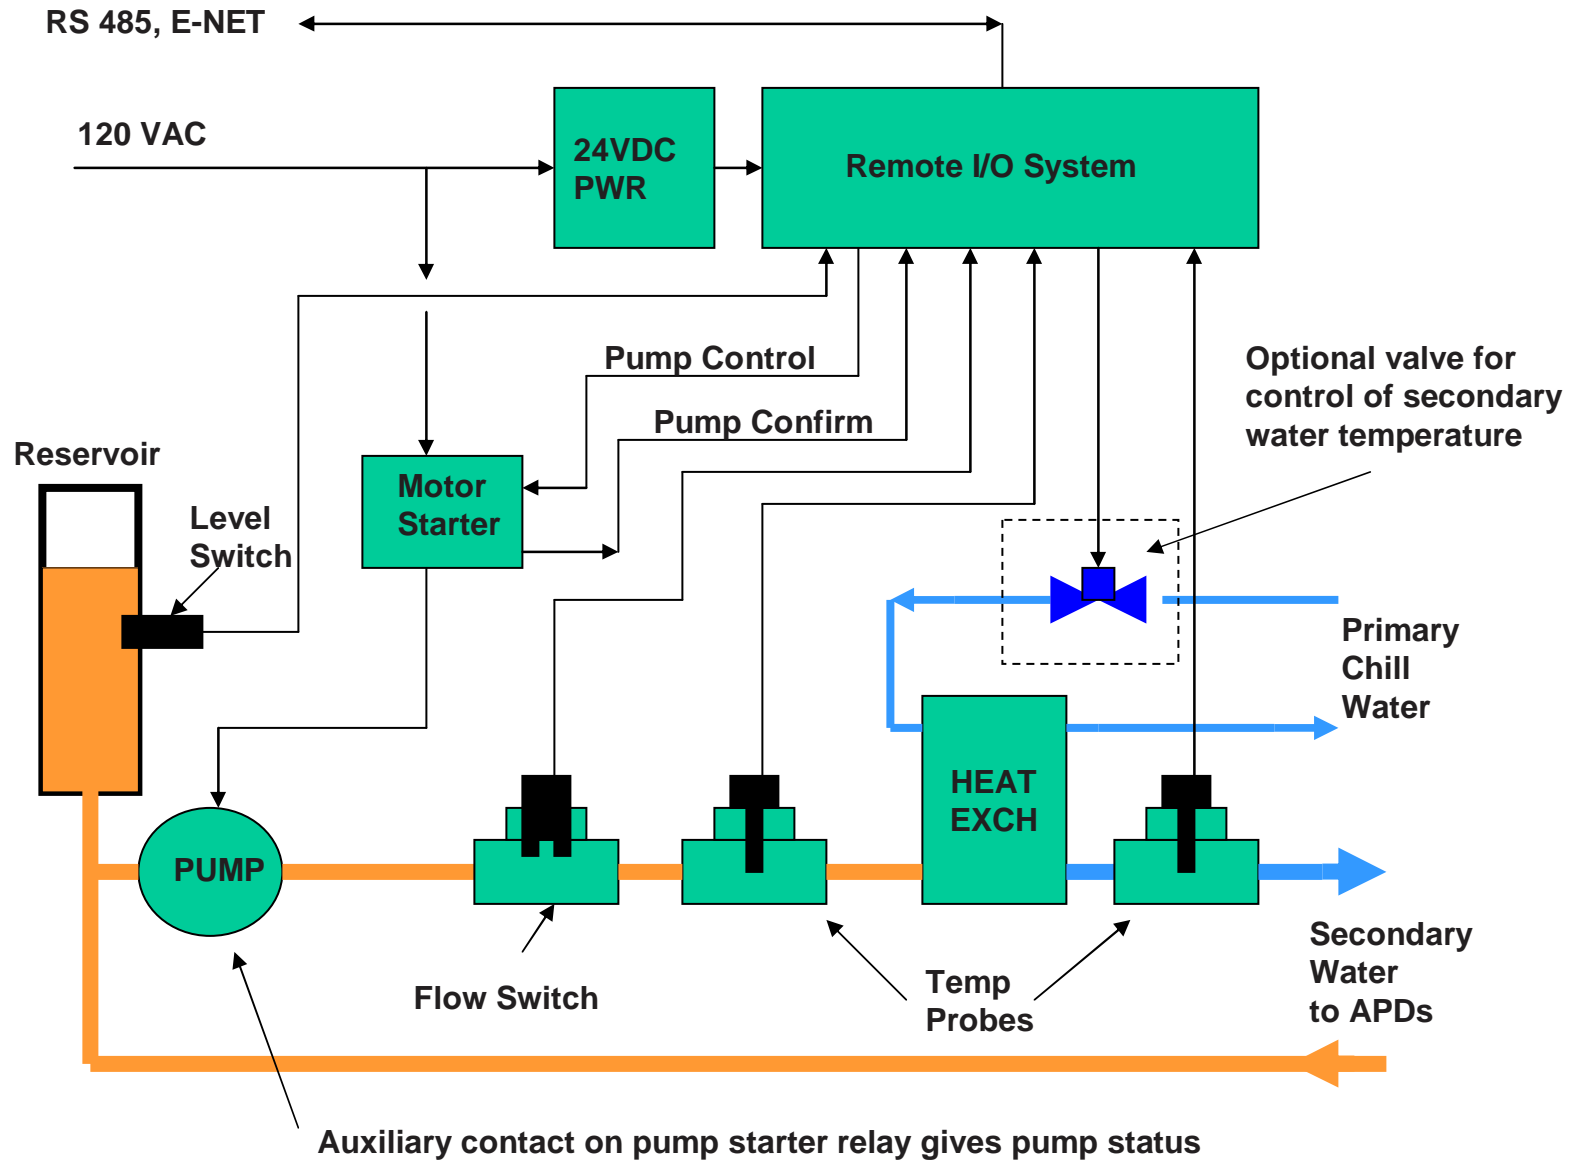 RS 485, E-NET
120 VAC
24VDC
PWR
Remote I/O System
Pump Control
Pump Confirm
Optional valve for
control of secondary
water temperature
Reservoir
Level
Switch
Motor
Starter
Primary
Chill
Water
HEAT
EXCH
PUMP
Flow Switch
Temp
Probes
Secondary
Water
to APDs
Auxiliary contact on pump starter relay gives pump status